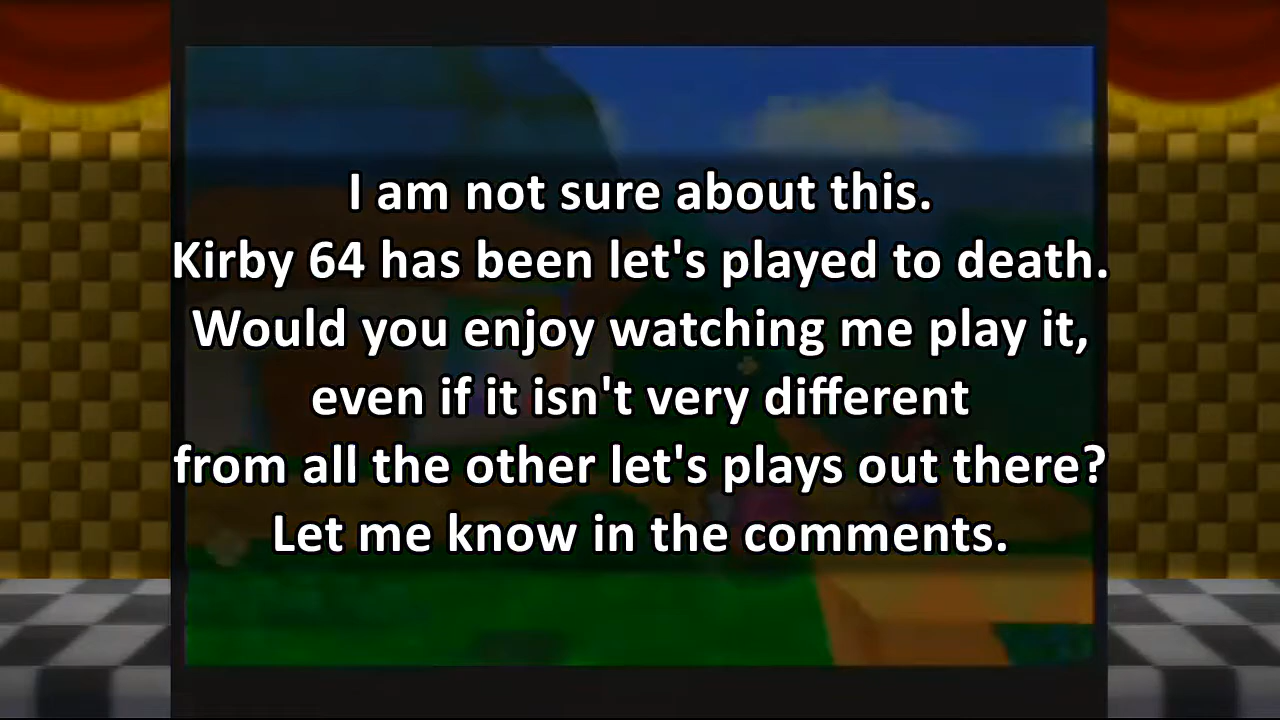 I am not sure about this.
Kirby 64 has been let's played to death.
Would you enjoy watching me play it,
even if it isn't very different
from all the other let's plays out there?
Let me know in the comments.